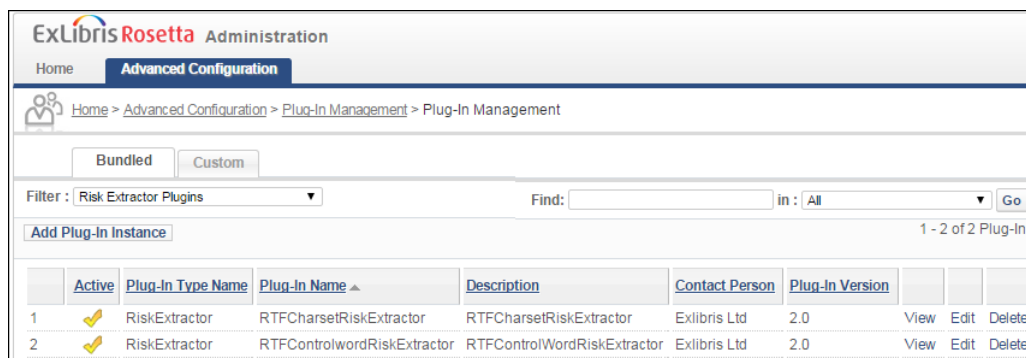 ExLibris Rosetta Administration
Home Advanced Configuration
Home > Advanced Configuration > Plug-In Management > Plug-In Management
Bundled Custom
Filter : Risk Extractor Plugins Find: in : All Go
Add Plug-In Instance 1 - 2 of 2 Plug-In
Active Plug-In Type Name Plug-In Name Description Contact Person Plug-In Version
1 RiskExtractor RTFCharsetRiskExtractor RTFCharsetRiskExtractor Exlibris Ltd 2.0 View Edit Delete
2 RiskExtractor RTFControlwordRiskExtractor RTFControlWordRiskExtractor Exlibris Ltd 2.0 View Edit Delete